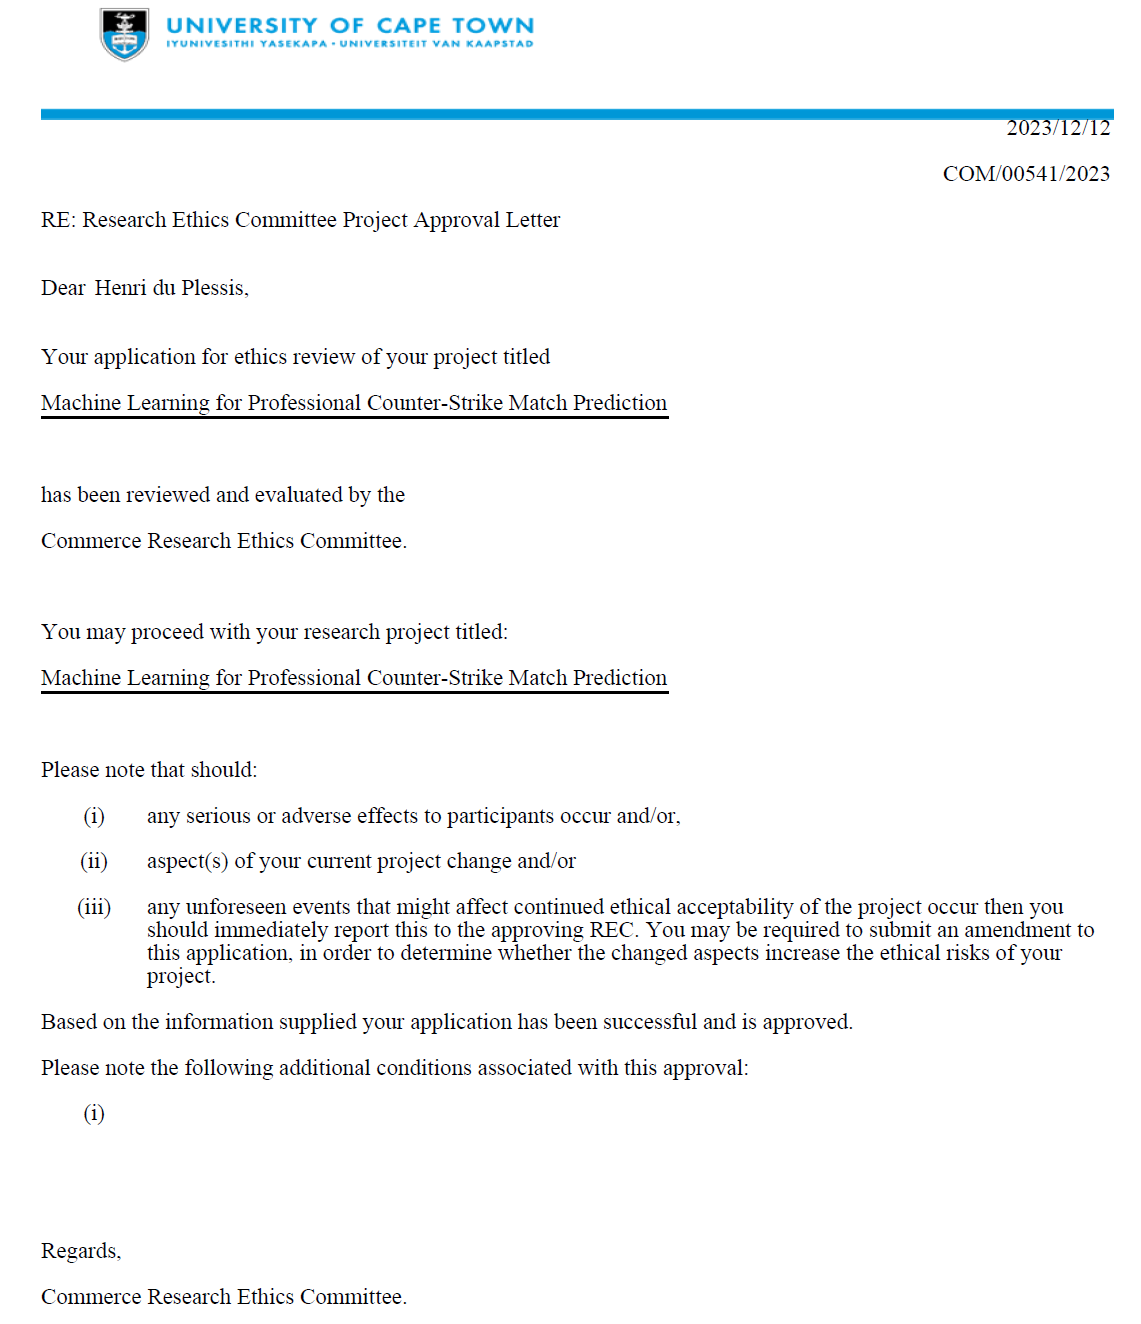 UNIVERSITY OF CAPE TOWN
IYUNIVESITHI YASEKAPA • UNIVERSITEIT VAN KAAPSTAD
2023/12/12
COM/00541/2023
RE: Research Ethics Committee Project Approval Letter
Dear Henri du Plessis,
Your application for ethics review of your project titled
Machine Learning for Professional Counter-Strike Match Prediction
has been reviewed and evaluated by the
Commerce Research Ethics Committee.
You may proceed with your research project titled:
Machine Learning for Professional Counter-Strike Match Prediction
Please note that should:
(i) any serious or adverse effects to participants occur and/or,
(ii) aspect(s) of your current project change and/or
(iii) any unforeseen events that might affect continued ethical acceptability of the project occur then you
should immediately report this to the approving REC. You may be required to submit an amendment to
this application, in order to determine whether the changed aspects increase the ethical risks of your
project.
Based on the information supplied your application has been successful and is approved.
Please note the following additional conditions associated with this approval:
(i)
Regards,
Commerce Research Ethics Committee.